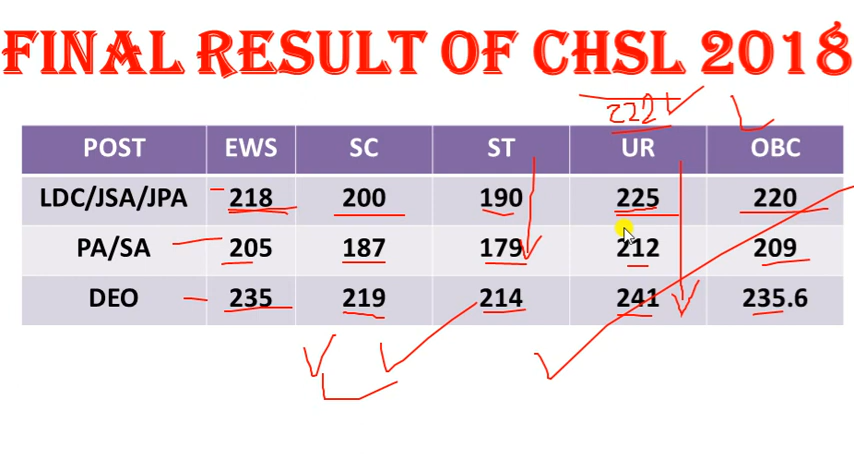 FINAL RESULT OF CHSL 2018
222
POST EWS SC ST UR OBC
LDC/JSA/JPA 218 200 190 225 220
PA/SA 205 187 179 212 209
DEO 235 219 214 241 235.6